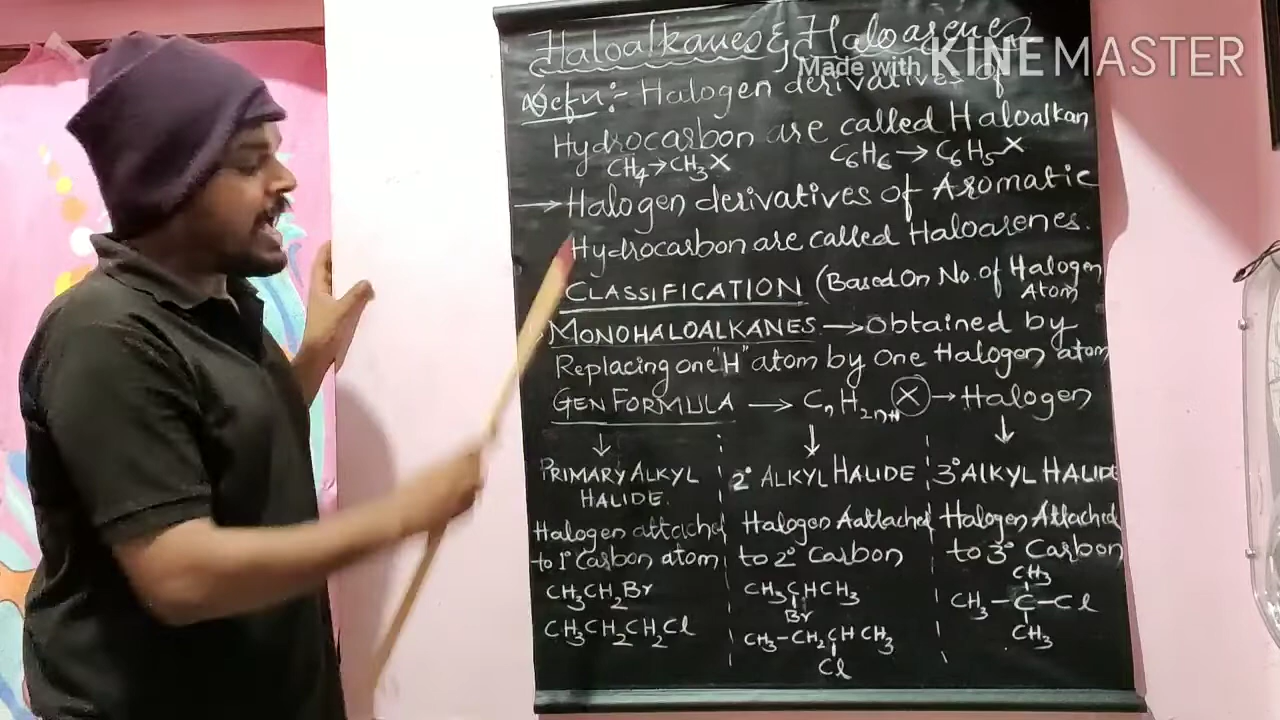 Haloalkanes & Haloarenes
Made with KINEMASTER
Defn:- Halogen derivatives of
Hydrocarbon are called Haloalkan
CH4→CH3X C6H6→C6H5-X
→Halogen derivatives of Aromatic
Hydrocarbon are called Haloarenes.
CLASSIFICATION (Based On No. of Halogen
Atom
MONOHALOALKANES →Obtained by
Replacing one "H" atom by one Halogen atom
GEN FORMULA → CnH2n+1 X → Halogen
↓ ↓ ↓
PRIMARY ALKYL
HALIDE.
Halogen attached
to 1° Carbon atom
CH3CH2Br
CH3CH2CH2Cl
2° ALKYL HALIDE
Halogen Aattached
to 2° Carbon
CH3CHCH3
Br
CH3-CH2CHCH3
Cl
3° ALKYL HALIDE
Halogen Attached
to 3° Carbon
CH3
CH3-C-Cl
CH3